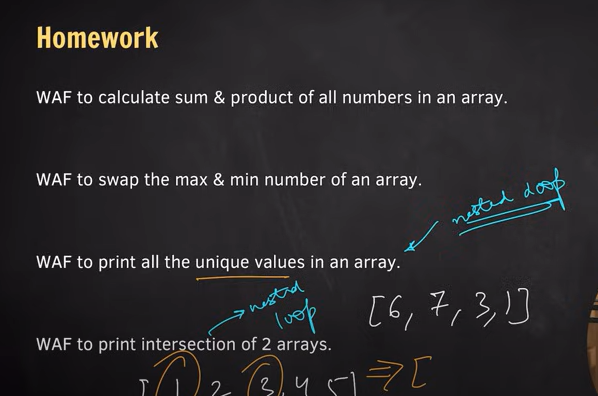 Homework
WAF to calculate sum & product of all numbers in an array.
WAF to swap the max & min number of an array.
nested loop
WAF to print all the unique values in an array.
nested
loop
[6, 7, 3, 1]
WAF to print intersection of 2 arrays.
[1, 2, 3, 4, 5] => [